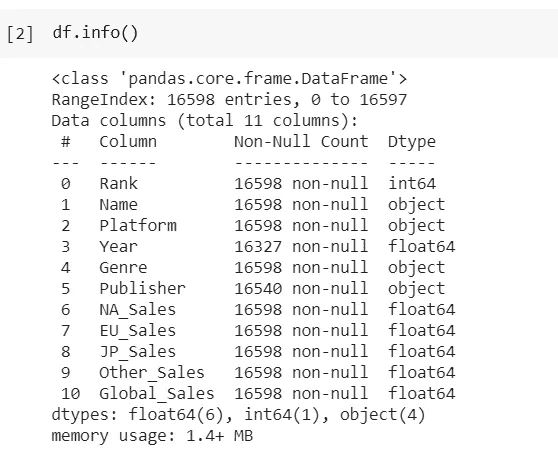 [2] df.info()
<class 'pandas.core.frame.DataFrame'>
RangeIndex: 16598 entries, 0 to 16597
Data columns (total 11 columns):
 #   Column        Non-Null Count  Dtype
---  ------        --------------  -----
 0   Rank          16598 non-null  int64
 1   Name          16598 non-null  object
 2   Platform      16598 non-null  object
 3   Year          16327 non-null  float64
 4   Genre         16598 non-null  object
 5   Publisher     16540 non-null  object
 6   NA_Sales      16598 non-null  float64
 7   EU_Sales      16598 non-null  float64
 8   JP_Sales      16598 non-null  float64
 9   Other_Sales   16598 non-null  float64
 10  Global_Sales  16598 non-null  float64
dtypes: float64(6), int64(1), object(4)
memory usage: 1.4+ MB